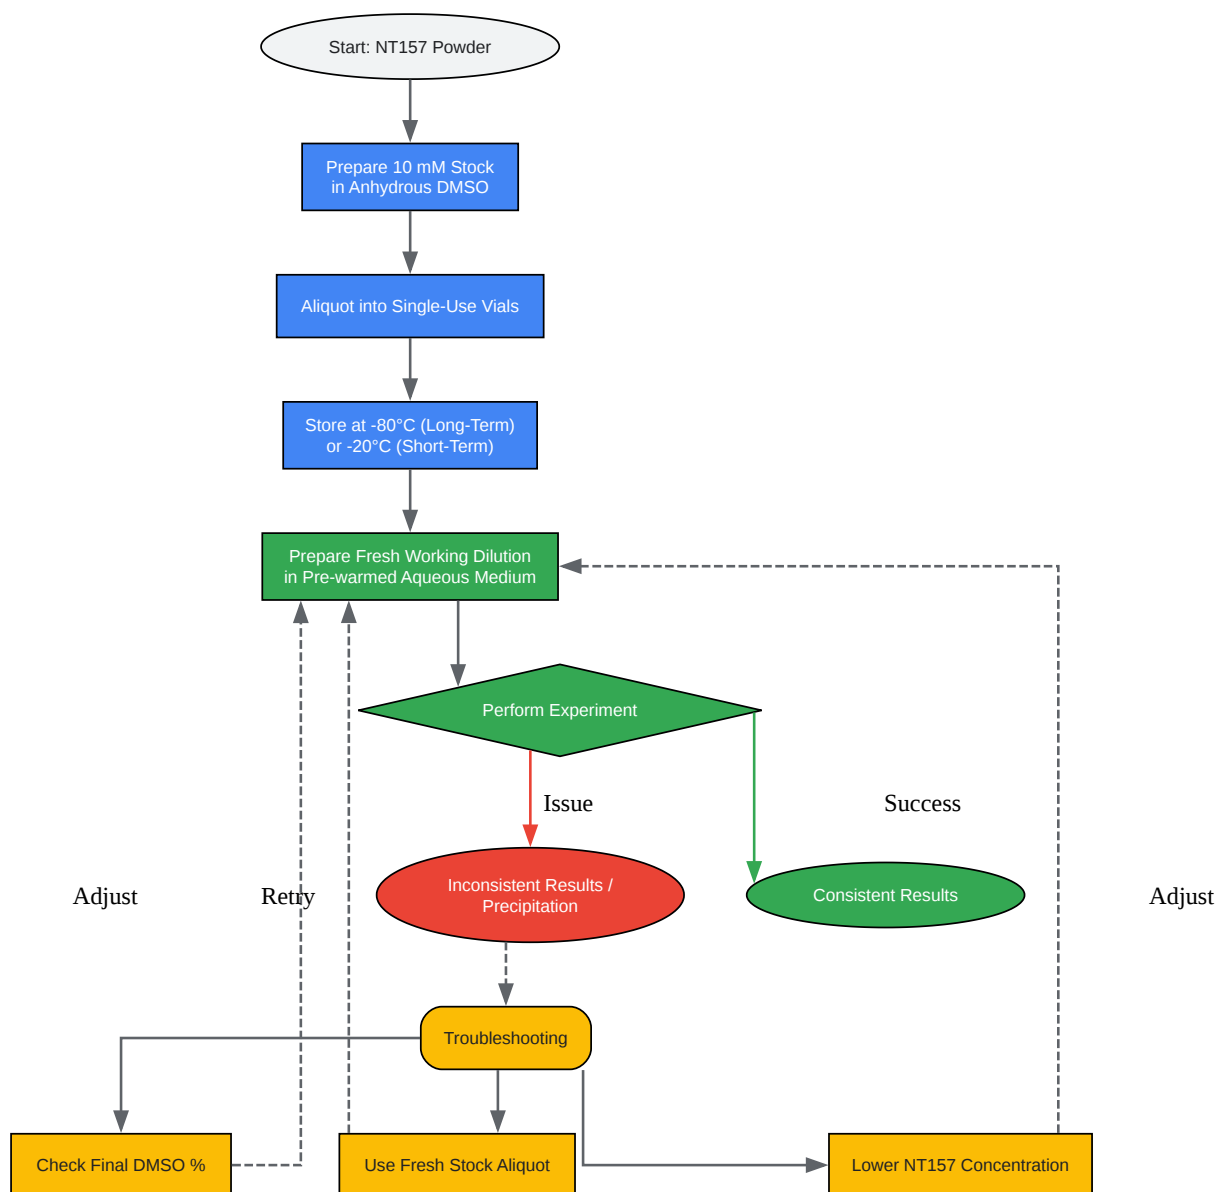 Start: NT157 Powder
Prepare 10 mM Stock
in Anhydrous DMSO
Aliquot into Single-Use Vials
Store at -80°C (Long-Term)
or -20°C (Short-Term)
Prepare Fresh Working Dilution
in Pre-warmed Aqueous Medium
Perform Experiment
Issue
Success
Adjust
Retry
Inconsistent Results /
Precipitation
Consistent Results
Adjust
Troubleshooting
Check Final DMSO %
Use Fresh Stock Aliquot
Lower NT157 Concentration